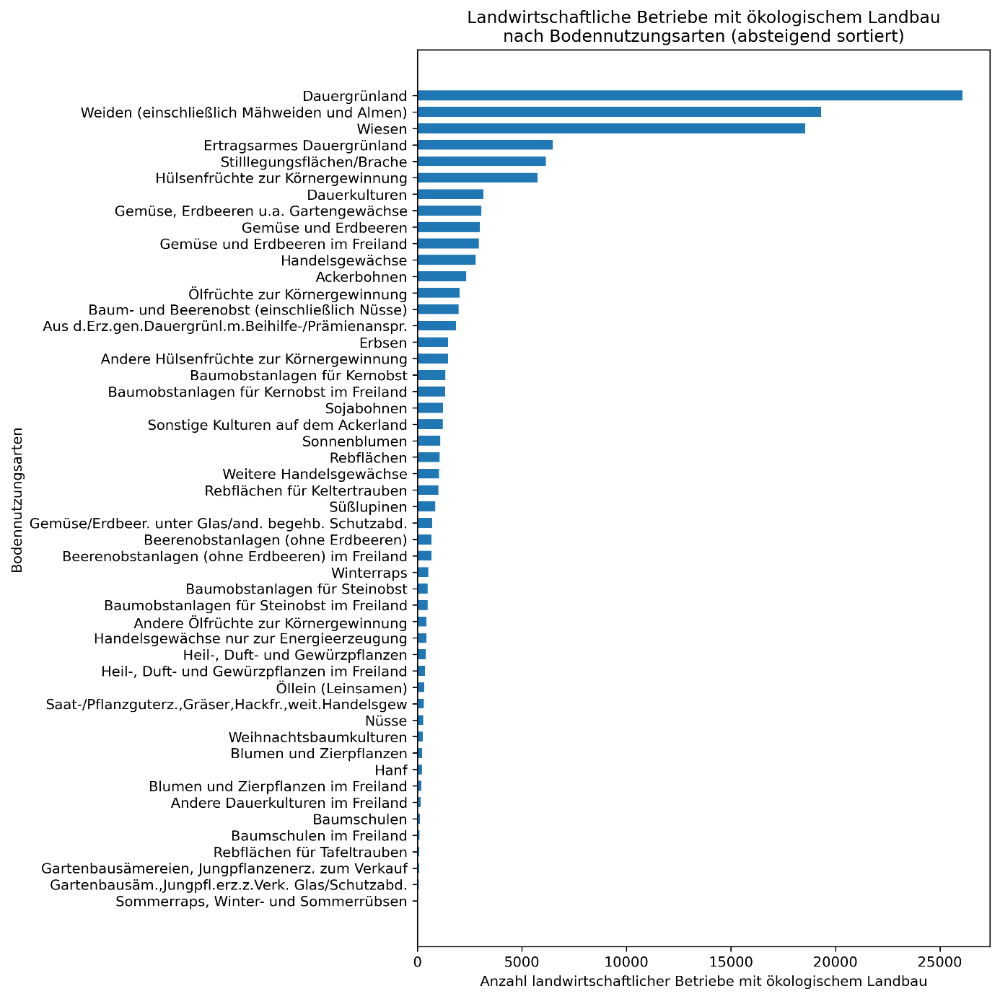 Landwirtschaftliche Betriebe mit ökologischem Landbau
nach Bodennutzungsarten (absteigend sortiert)
Dauergrünland
Weiden (einschließlich Mähweiden und Almen)
Wiesen
Ertragsarmes Dauergrünland
Stilllegungsflächen/Brache
Hülsenfrüchte zur Körnergewinnung
Dauerkulturen
Gemüse, Erdbeeren u.a. Gartengewächse
Gemüse und Erdbeeren
Gemüse und Erdbeeren im Freiland
Handelsgewächse
Ackerbohnen
Ölfrüchte zur Körnergewinnung
Baum- und Beerenobst (einschließlich Nüsse)
Aus d.Erz.gen.Dauergrünl.m.Beihilfe-/Prämienanspr.
Erbsen
Andere Hülsenfrüchte zur Körnergewinnung
Baumobstanlagen für Kernobst
Baumobstanlagen für Kernobst im Freiland
Sojabohnen
Sonstige Kulturen auf dem Ackerland
Sonnenblumen
Rebflächen
Weitere Handelsgewächse
Rebflächen für Keltertrauben
Süßlupinen
Gemüse/Erdbeer. unter Glas/and. begehb. Schutzabd.
Beerenobstanlagen (ohne Erdbeeren)
Beerenobstanlagen (ohne Erdbeeren) im Freiland
Winterraps
Baumobstanlagen für Steinobst
Baumobstanlagen für Steinobst im Freiland
Andere Ölfrüchte zur Körnergewinnung
Handelsgewächse nur zur Energieerzeugung
Heil-, Duft- und Gewürzpflanzen
Heil-, Duft- und Gewürzpflanzen im Freiland
Öllein (Leinsamen)
Saat-/Pflanzguterz.,Gräser,Hackfr.,weit.Handelsgew
Nüsse
Weihnachtsbaumkulturen
Blumen und Zierpflanzen
Hanf
Blumen und Zierpflanzen im Freiland
Andere Dauerkulturen im Freiland
Baumschulen
Baumschulen im Freiland
Rebflächen für Tafeltrauben
Gartenbausämereien, Jungpflanzenerz. zum Verkauf
Gartenbausäm.,Jungpfl.erz.z.Verk. Glas/Schutzabd.
Sommerraps, Winter- und Sommerrübsen
Bodennutzungsarten
0 5000 10000 15000 20000 25000
Anzahl landwirtschaftlicher Betriebe mit ökologischem Landbau